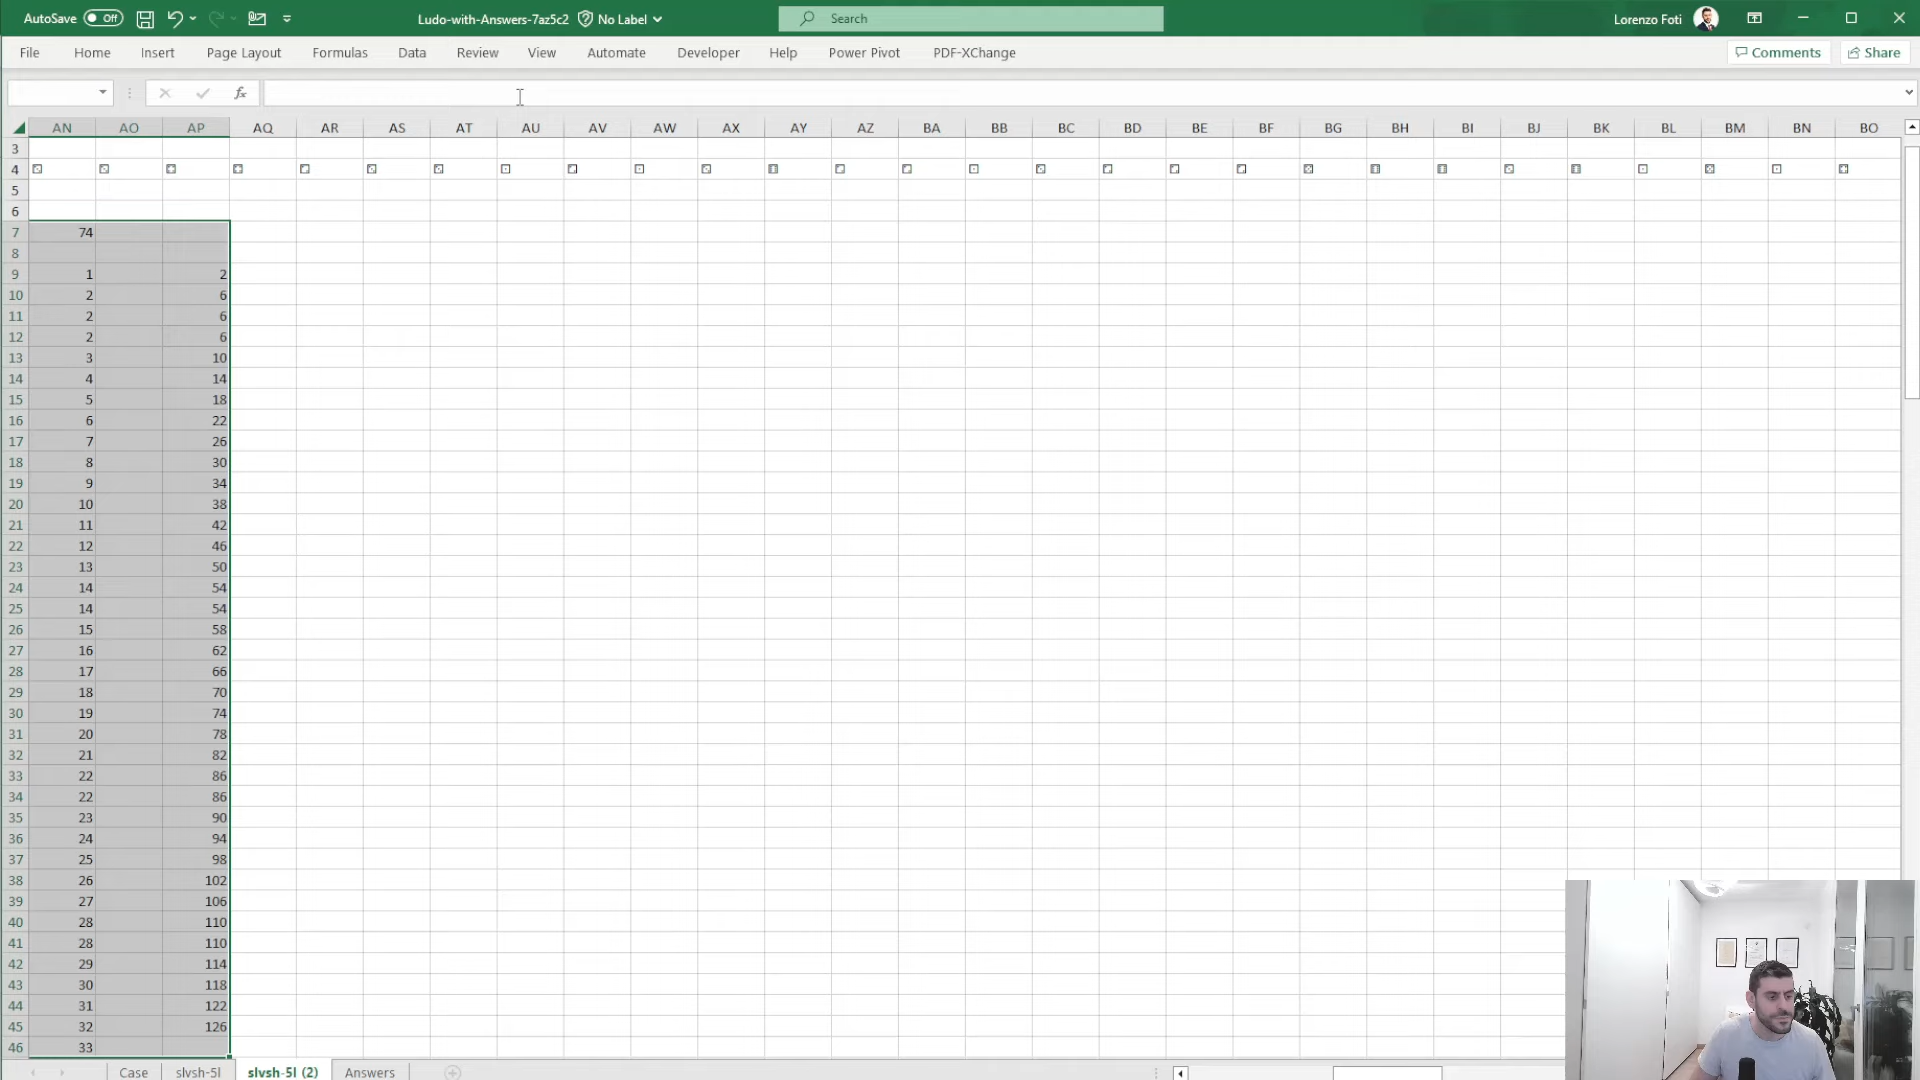 AutoSave Off Ludo-with-Answers-7az5c2 No Label Search Lorenzo Foti
File Home Insert Page Layout Formulas Data Review View Automate Developer Help Power Pivot PDF-XChange Comments Share
fx
AN AO AP AQ AR AS AT AU AV AW AX AY AZ BA BB BC BD BE BF BG BH BI BJ BK BL BM BN BO
3
4 ⚁ ⚁ ⚃ ⚃ ⚁ ⚁ ⚁ ⚀ ⚁ ⚀ ⚁ ⚅ ⚁ ⚁ ⚀ ⚁ ⚁ ⚁ ⚁ ⚄ ⚅ ⚅ ⚁ ⚅ ⚀ ⚄ ⚀ ⚃
5
6
7 74
8
9 1 2
10 2 6
11 2 6
12 2 6
13 3 10
14 4 14
15 5 18
16 6 22
17 7 26
18 8 30
19 9 34
20 10 38
21 11 42
22 12 46
23 13 50
24 14 54
25 14 54
26 15 58
27 16 62
28 17 66
29 18 70
30 19 74
31 20 78
32 21 82
33 22 86
34 22 86
35 23 90
36 24 94
37 25 98
38 26 102
39 27 106
40 28 110
41 28 110
42 29 114
43 30 118
44 31 122
45 32 126
46 33
Case slvsh-5l slvsh-5l (2) Answers